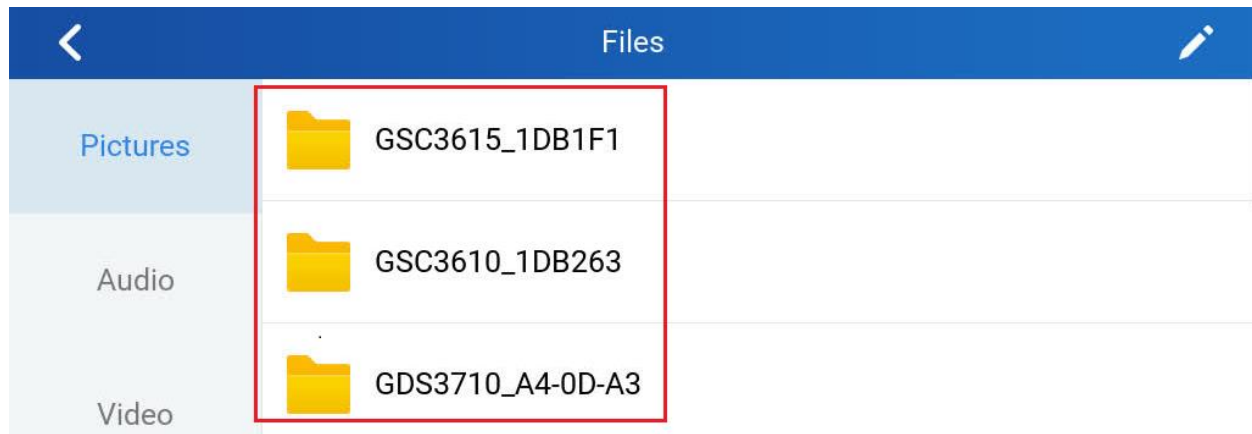 Files
Pictures
GSC3615_1DB1F1
Audio
GSC3610_1DB263
Video
GDS3710_A4-0D-A3